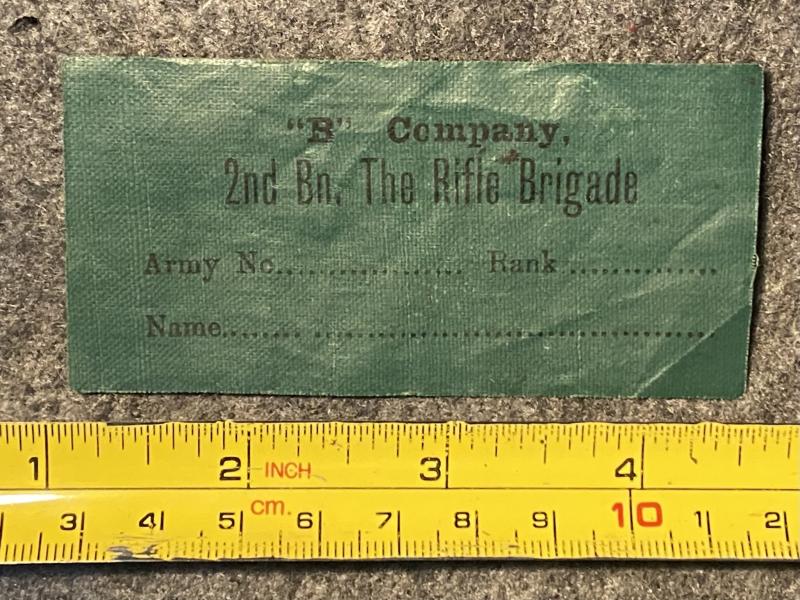 "B" Company,
2nd Bn. The Rifle Brigade
Army No.................. Rank ..............
Name........ ......................................
1 2 INCH 3 4
3 4 5 cm. 6 7 8 9 10 1 2